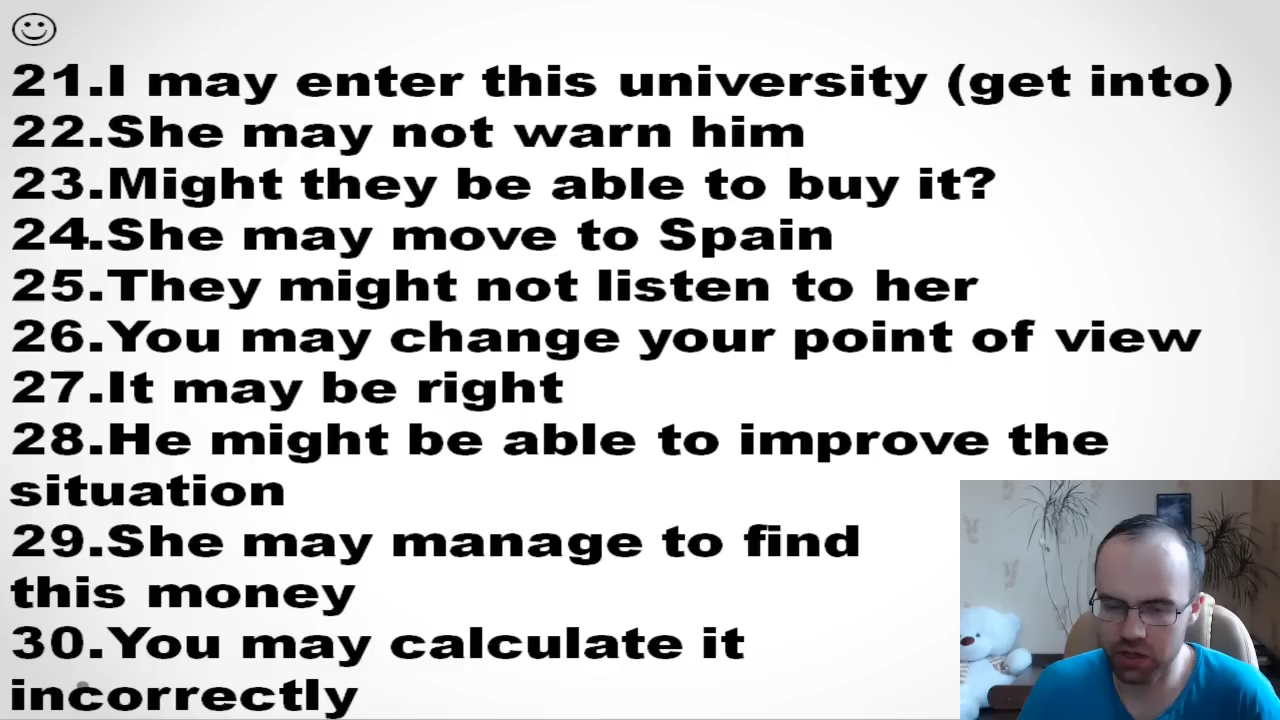 21.I may enter this university (get into)
22.She may not warn him
23.Might they be able to buy it?
24.She may move to Spain
25.They might not listen to her
26.You may change your point of view
27.It may be right
28.He might be able to improve the
situation
29.She may manage to find
this money
30.You may calculate it
incorrectly